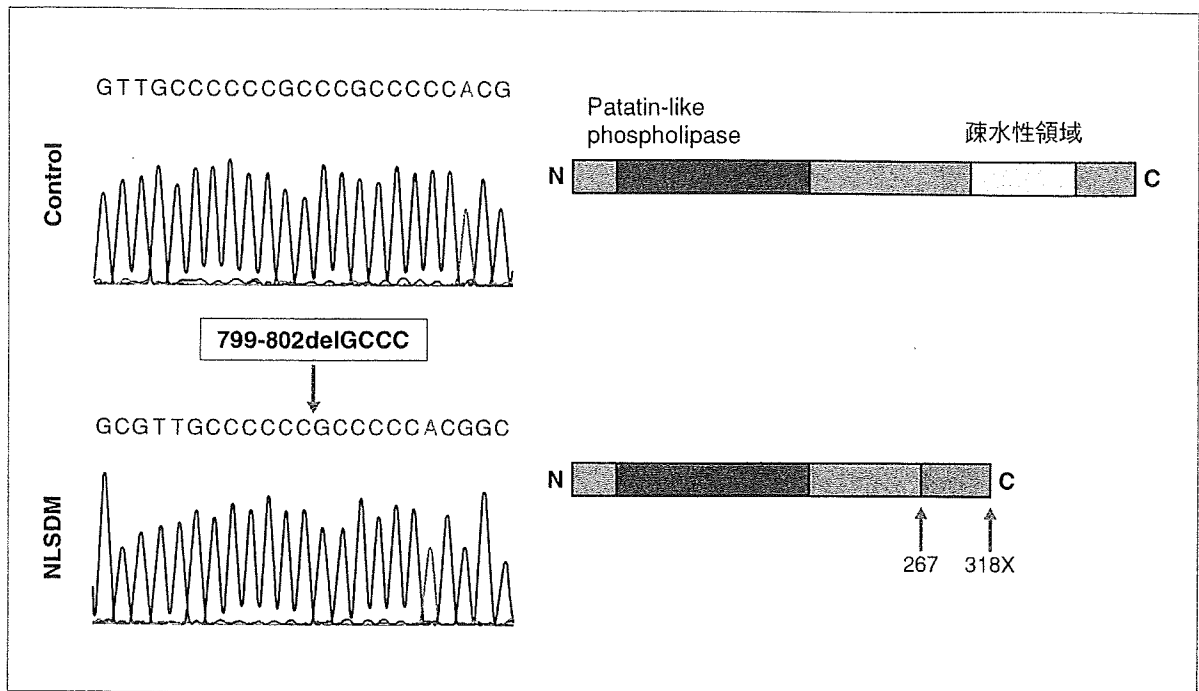 GTTGCCCCCCGCCCGCCCCCACG
Control
Patatin-like
phospholipase
疎水性領域
N
C
799-802delGCCC
GCGTTGCCCCCCGCCCCCACGGC
NLSDM
N
C
267
318X